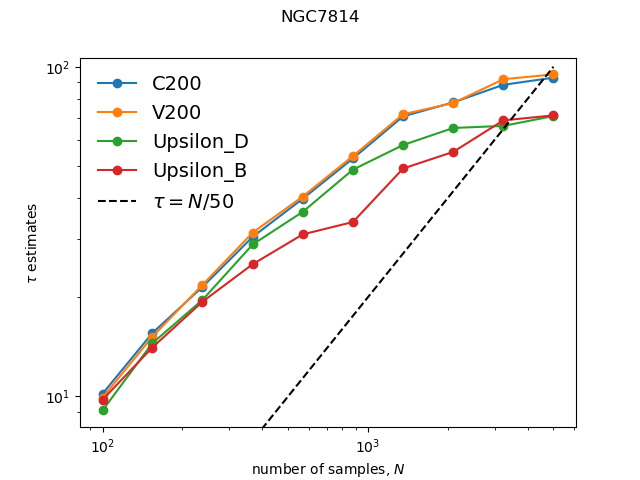 NGC7814
10²
10¹
τ estimates
C200
V200
Upsilon_D
Upsilon_B
τ = N/50
10²
10³
number of samples, N